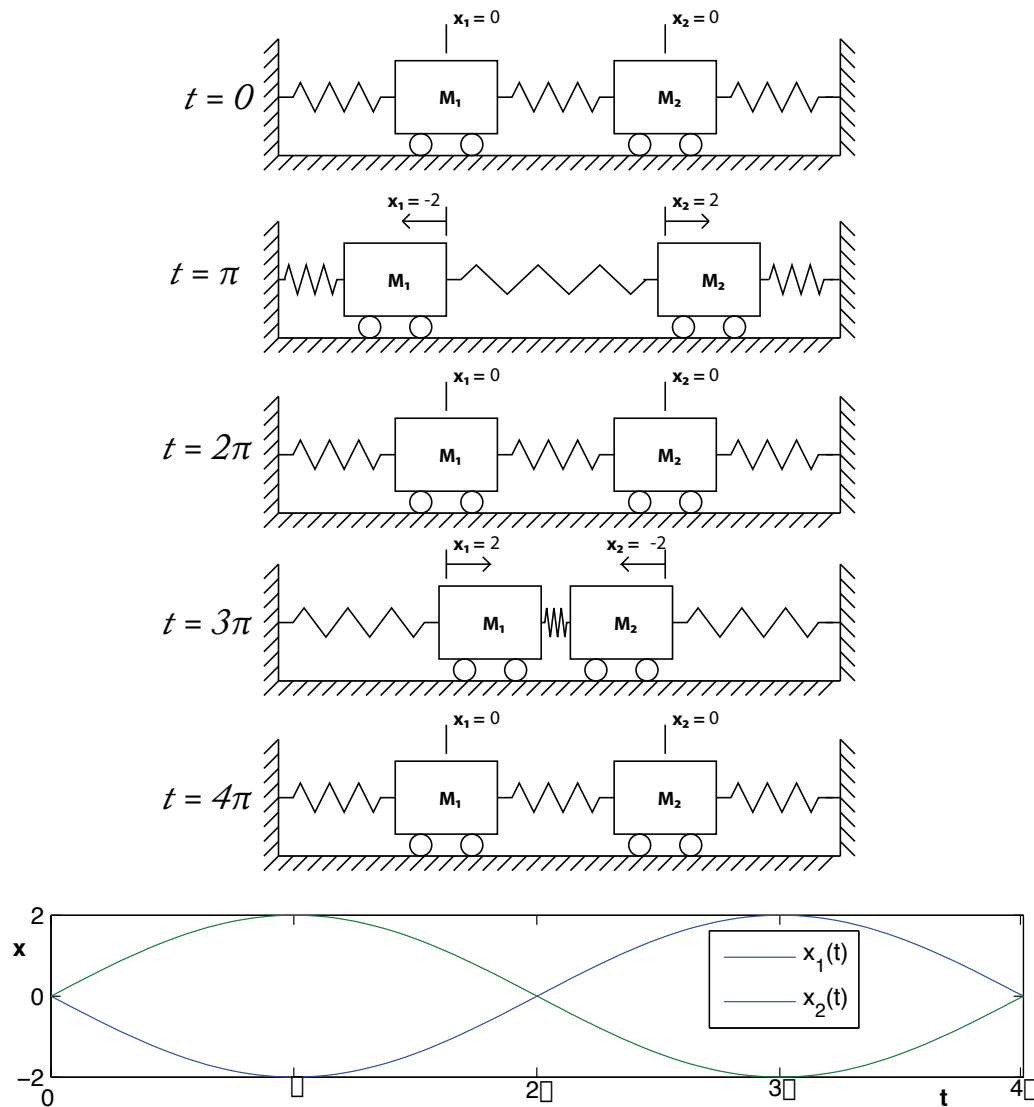 x₁ = 0 x₂ = 0
t = 0 M₁ M₂
x₁ = -2 x₂ = 2
t = π M₁ M₂
x₁ = 0 x₂ = 0
t = 2π M₁ M₂
x₁ = 2 x₂ = -2
t = 3π M₁ M₂
x₁ = 0 x₂ = 0
t = 4π M₁ M₂
2
x
x₁(t)
0
x₂(t)
−2
0 ▯ 2▯ 3▯ t 4▯